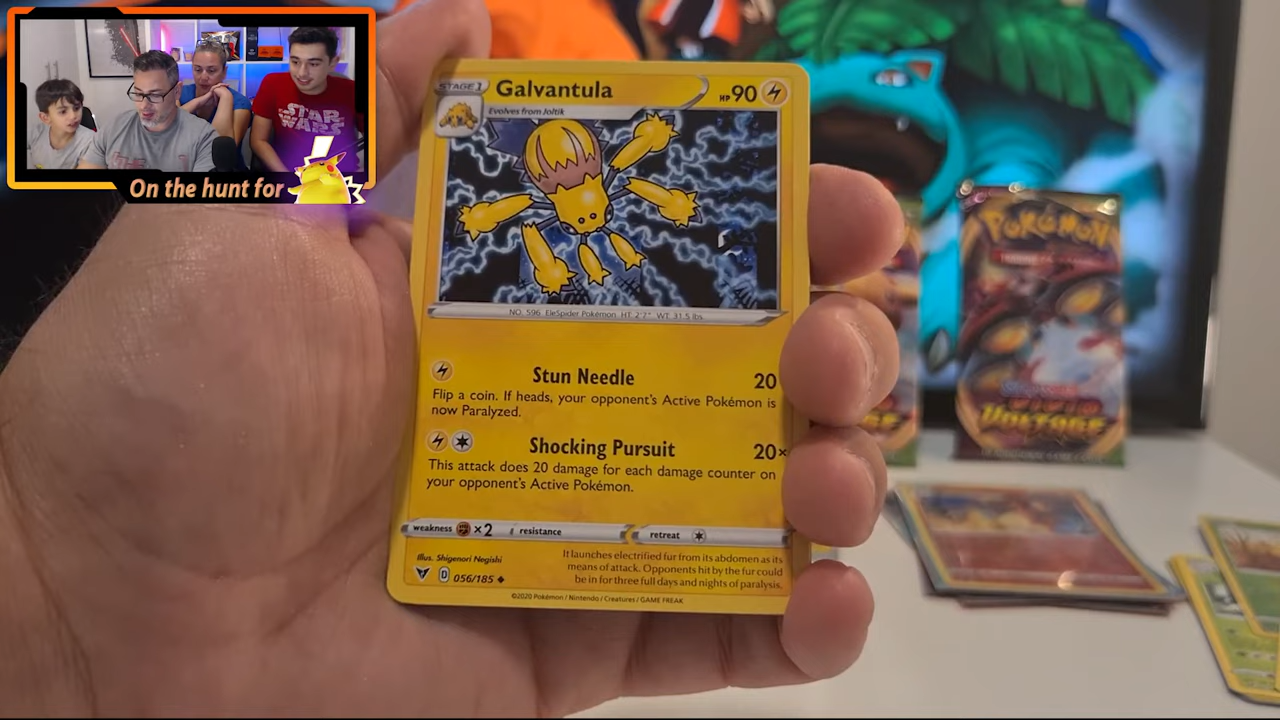 STAR
WARS
On the hunt for
STAGE 1
Galvantula
HP 90
Evolves from Joltik
NO. 596 EleSpider Pokémon HT: 2'7" WT: 31.5 lbs
Stun Needle 20
Flip a coin. If heads, your opponent's Active Pokémon is
now Paralyzed.
Shocking Pursuit 20×
This attack does 20 damage for each damage counter on
your opponent's Active Pokémon.
weakness ×2 resistance retreat
Illus. Shigenori Negishi
D 056/185
It launches electrified fur from its abdomen as its
means of attack. Opponents hit by the fur could
be in for three full days and nights of paralysis.
©2020 Pokémon / Nintendo / Creatures / GAME FREAK
POKÉMON
VIVID
VOLTAGE